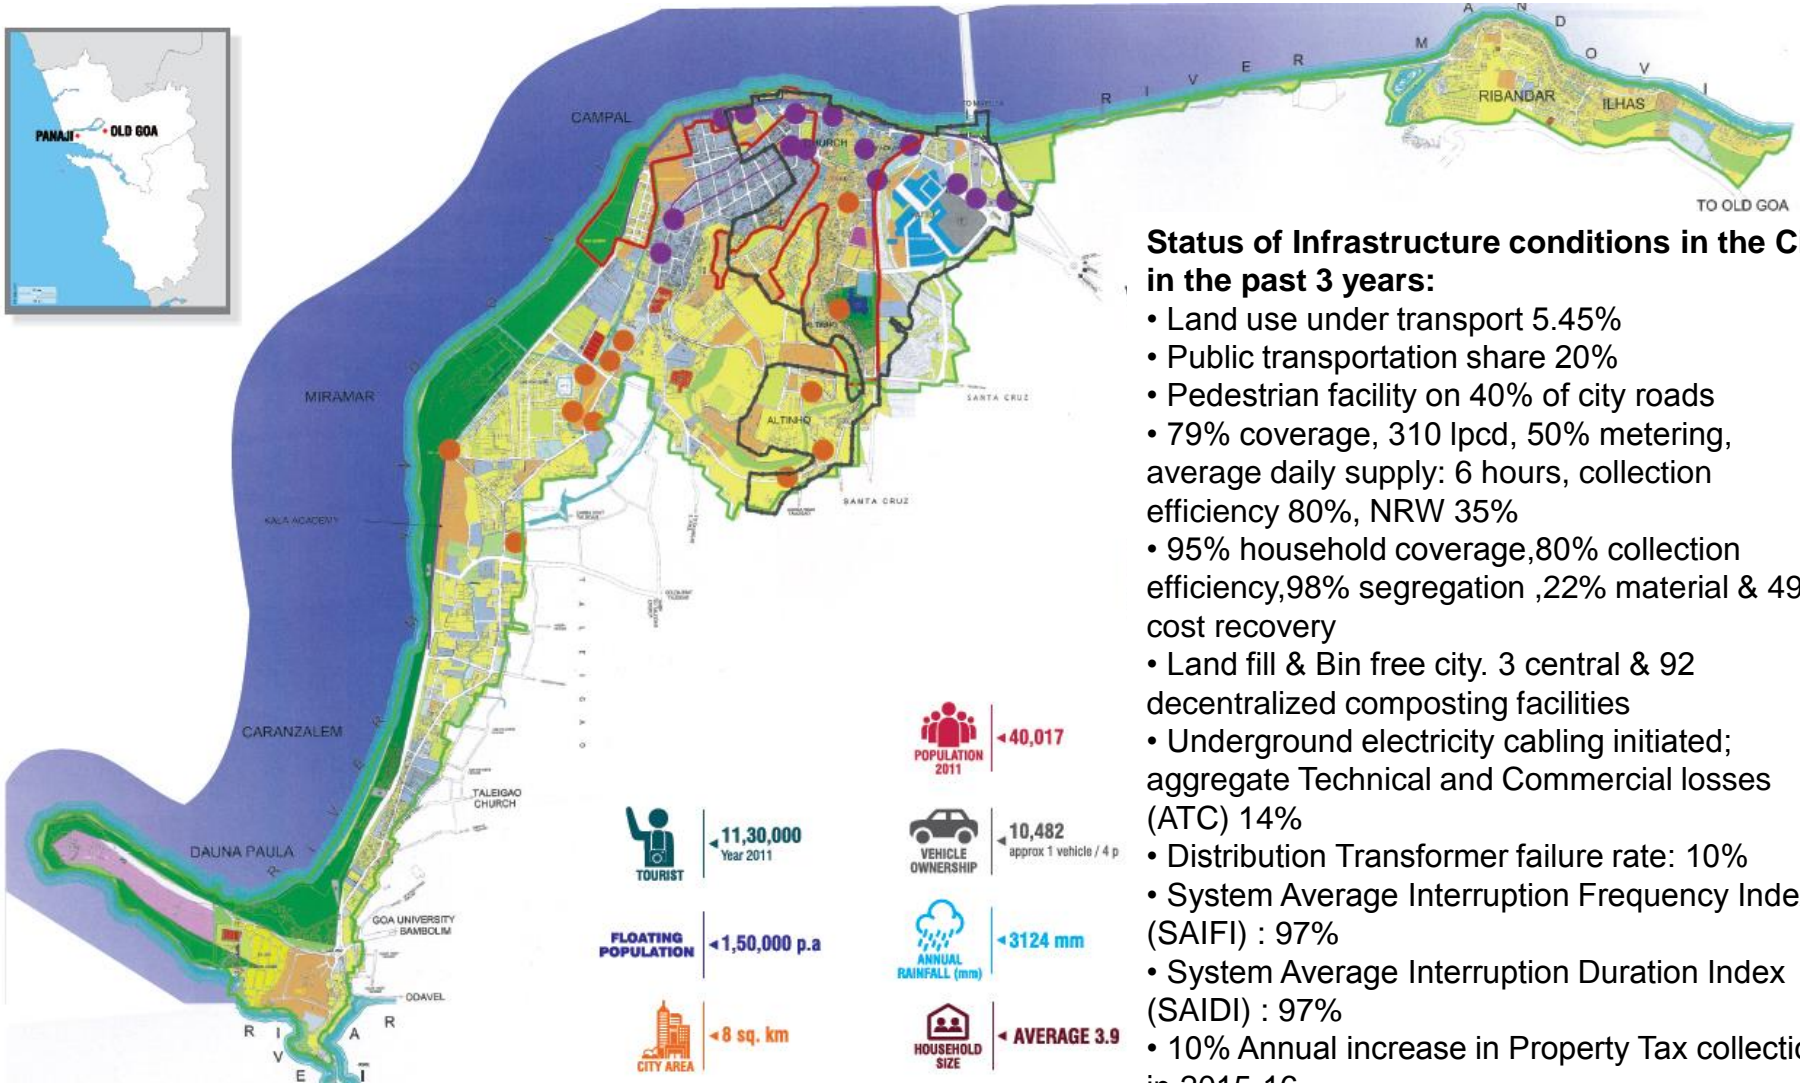 PANAJI
OLD GOA
CAMPAL
CHURCH
R I V E R M A N D O V I
RIBANDAR
ILHAS
TO OLD GOA
MIRAMAR
ALTINHO
ALTINHO
SANTA CRUZ
SANTA CRUZ
KALA ACADEMY
T A L E I G A O
CARANZALEM
TALEIGAO
CHURCH
DAUNA PAULA
GOA UNIVERSITY
BAMBOLIM
ODAVEL
R I V E R
Status of Infrastructure conditions in the C
in the past 3 years:
• Land use under transport 5.45%
• Public transportation share 20%
• Pedestrian facility on 40% of city roads
• 79% coverage, 310 lpcd, 50% metering,
average daily supply: 6 hours, collection
efficiency 80%, NRW 35%
• 95% household coverage,80% collection
efficiency,98% segregation ,22% material & 49
cost recovery
• Land fill & Bin free city. 3 central & 92
decentralized composting facilities
• Underground electricity cabling initiated;
aggregate Technical and Commercial losses
(ATC) 14%
• Distribution Transformer failure rate: 10%
• System Average Interruption Frequency Inde
(SAIFI) : 97%
• System Average Interruption Duration Index
(SAIDI) : 97%
• 10% Annual increase in Property Tax collectio
in 2015-16
POPULATION
2011
40,017
TOURIST
11,30,000
Year 2011
VEHICLE
OWNERSHIP
10,482
approx 1 vehicle / 4 p
FLOATING
POPULATION
1,50,000 p.a
ANNUAL
RAINFALL (mm)
3124 mm
CITY AREA
8 sq. km
HOUSEHOLD
SIZE
AVERAGE 3.9